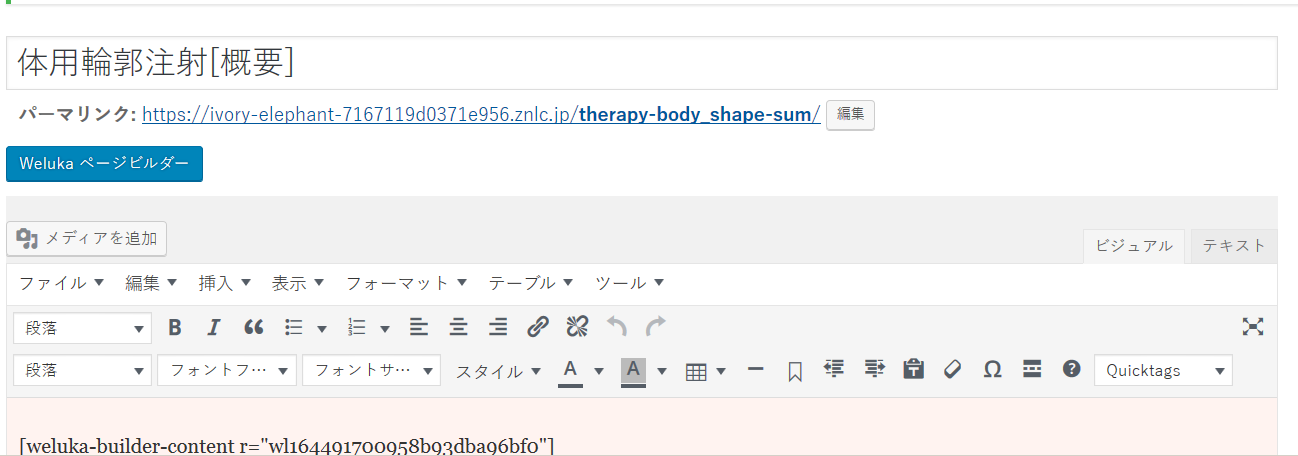 体用輪郭注射[概要]
パーマリンク: https://ivory-elephant-7167119d0371e956.znlc.jp/therapy-body_shape-sum/ 編集
Weluka ページビルダー
メディアを追加
ビジュアル テキスト
ファイル 編集 挿入 表示 フォーマット テーブル ツール
段落 B I
段落 フォントフ… フォントサ… スタイル A A Ω Quicktags
[weluka-builder-content r="wl164491700958b93dba96bf0"]